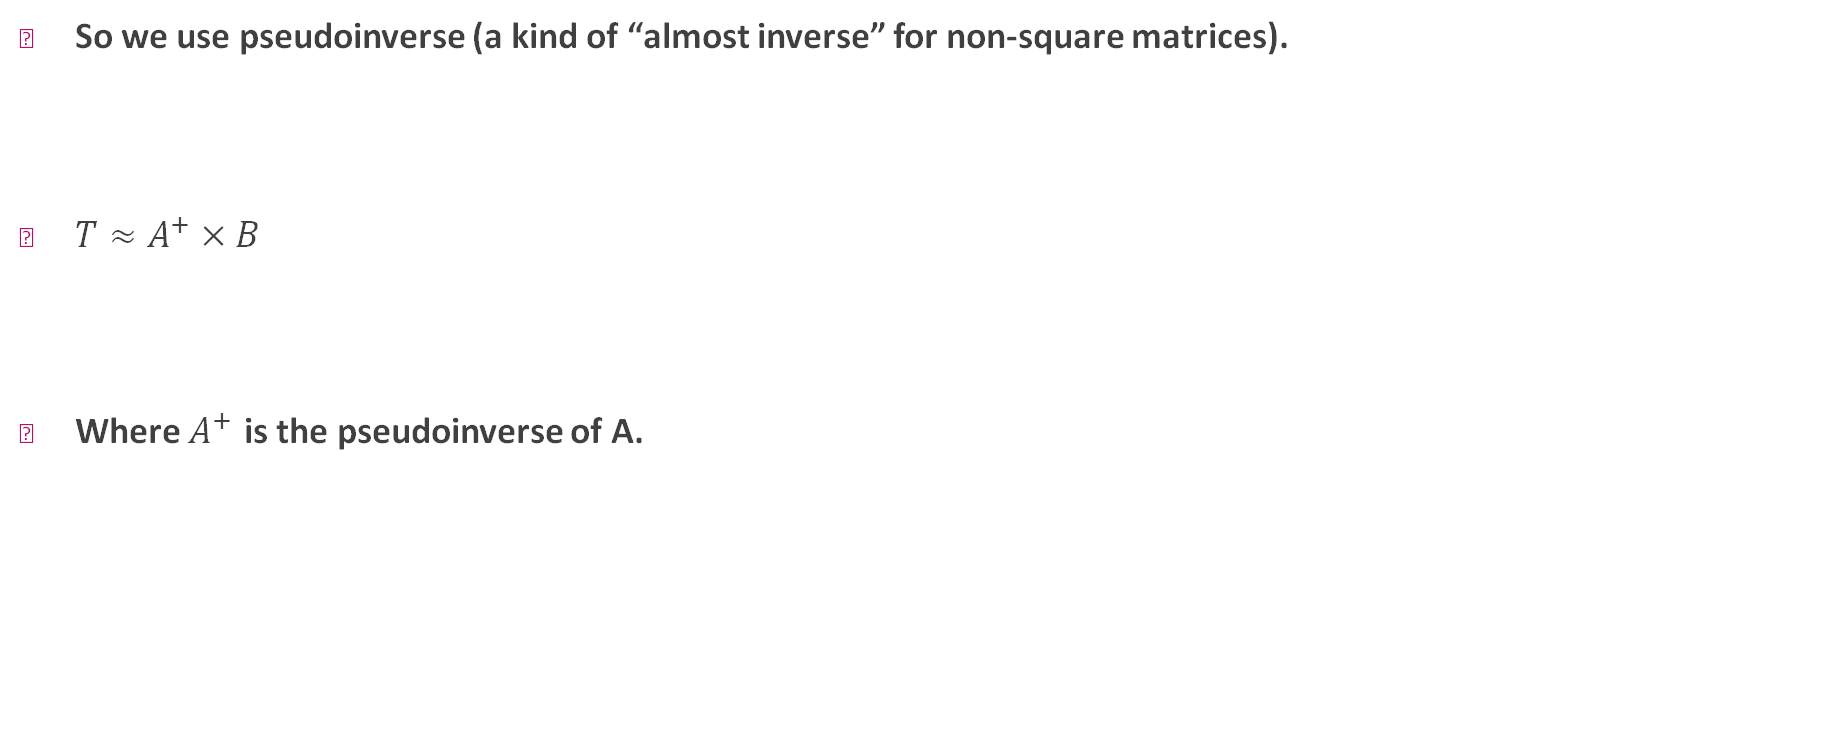 So we use pseudoinverse (a kind of “almost inverse” for non-square matrices).
T ≈ A⁺ × B
Where A⁺ is the pseudoinverse of A.